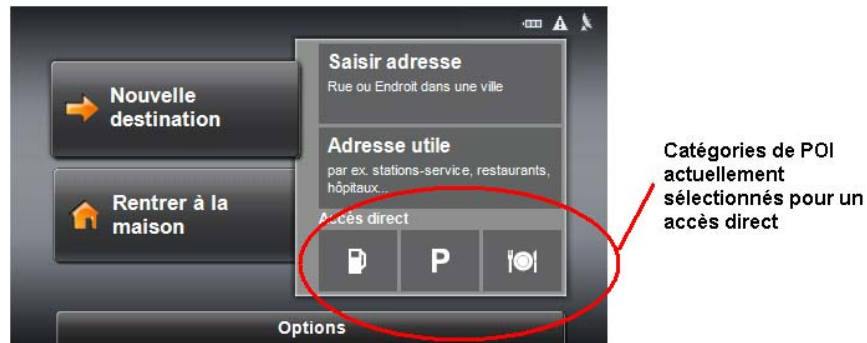 Nouvelle
destination
Rentrer à la
maison
Saisir adresse
Rue ou Endroit dans une ville
Adresse utile
par ex. stations-service, restaurants,
hôpitaux...
Accès direct
P
Options
Catégories de POI
actuellement
sélectionnés pour un
accès direct